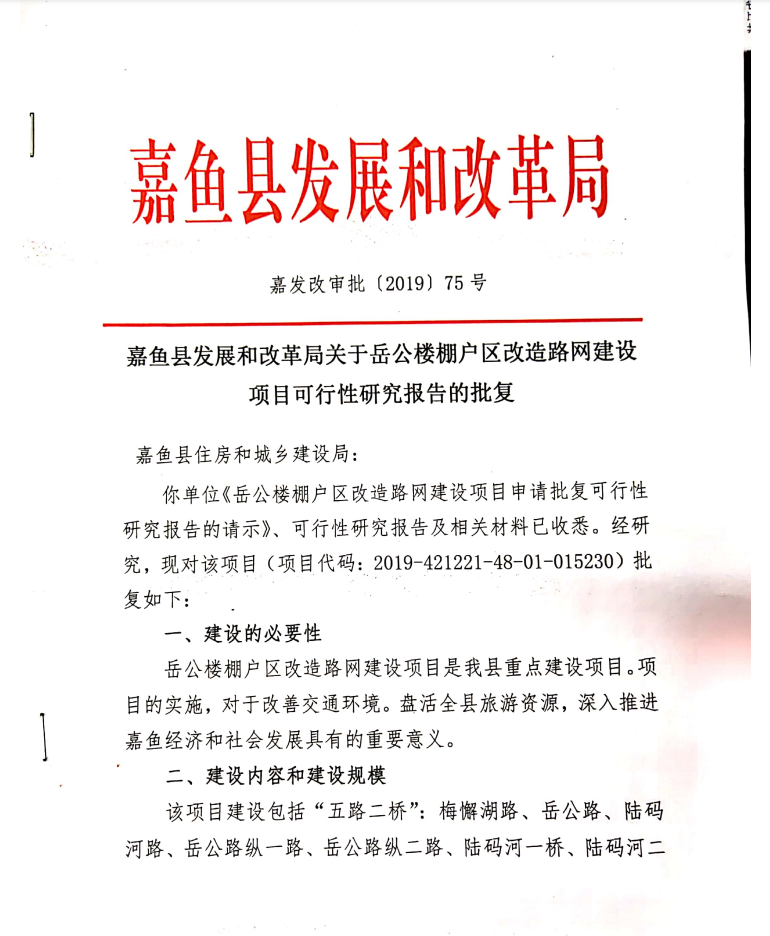 嘉鱼县发展和改革局
嘉发改审批〔2019〕75号
嘉鱼县发展和改革局关于岳公楼棚户区改造路网建设
项目可行性研究报告的批复
嘉鱼县住房和城乡建设局：
你单位《岳公楼棚户区改造路网建设项目申请批复可行性
研究报告的请示》、可行性研究报告及相关材料已收悉。经研
究，现对该项目（项目代码：2019-421221-48-01-015230）批
复如下：
一、建设的必要性
岳公楼棚户区改造路网建设项目是我县重点建设项目。项
目的实施，对于改善交通环境。盘活全县旅游资源，深入推进
嘉鱼经济和社会发展具有的重要意义。
二、建设内容和建设规模
该项目建设包括“五路二桥”：梅懈湖路、岳公路、陆码
河路、岳公路纵一路、岳公路纵二路、陆码河一桥、陆码河二